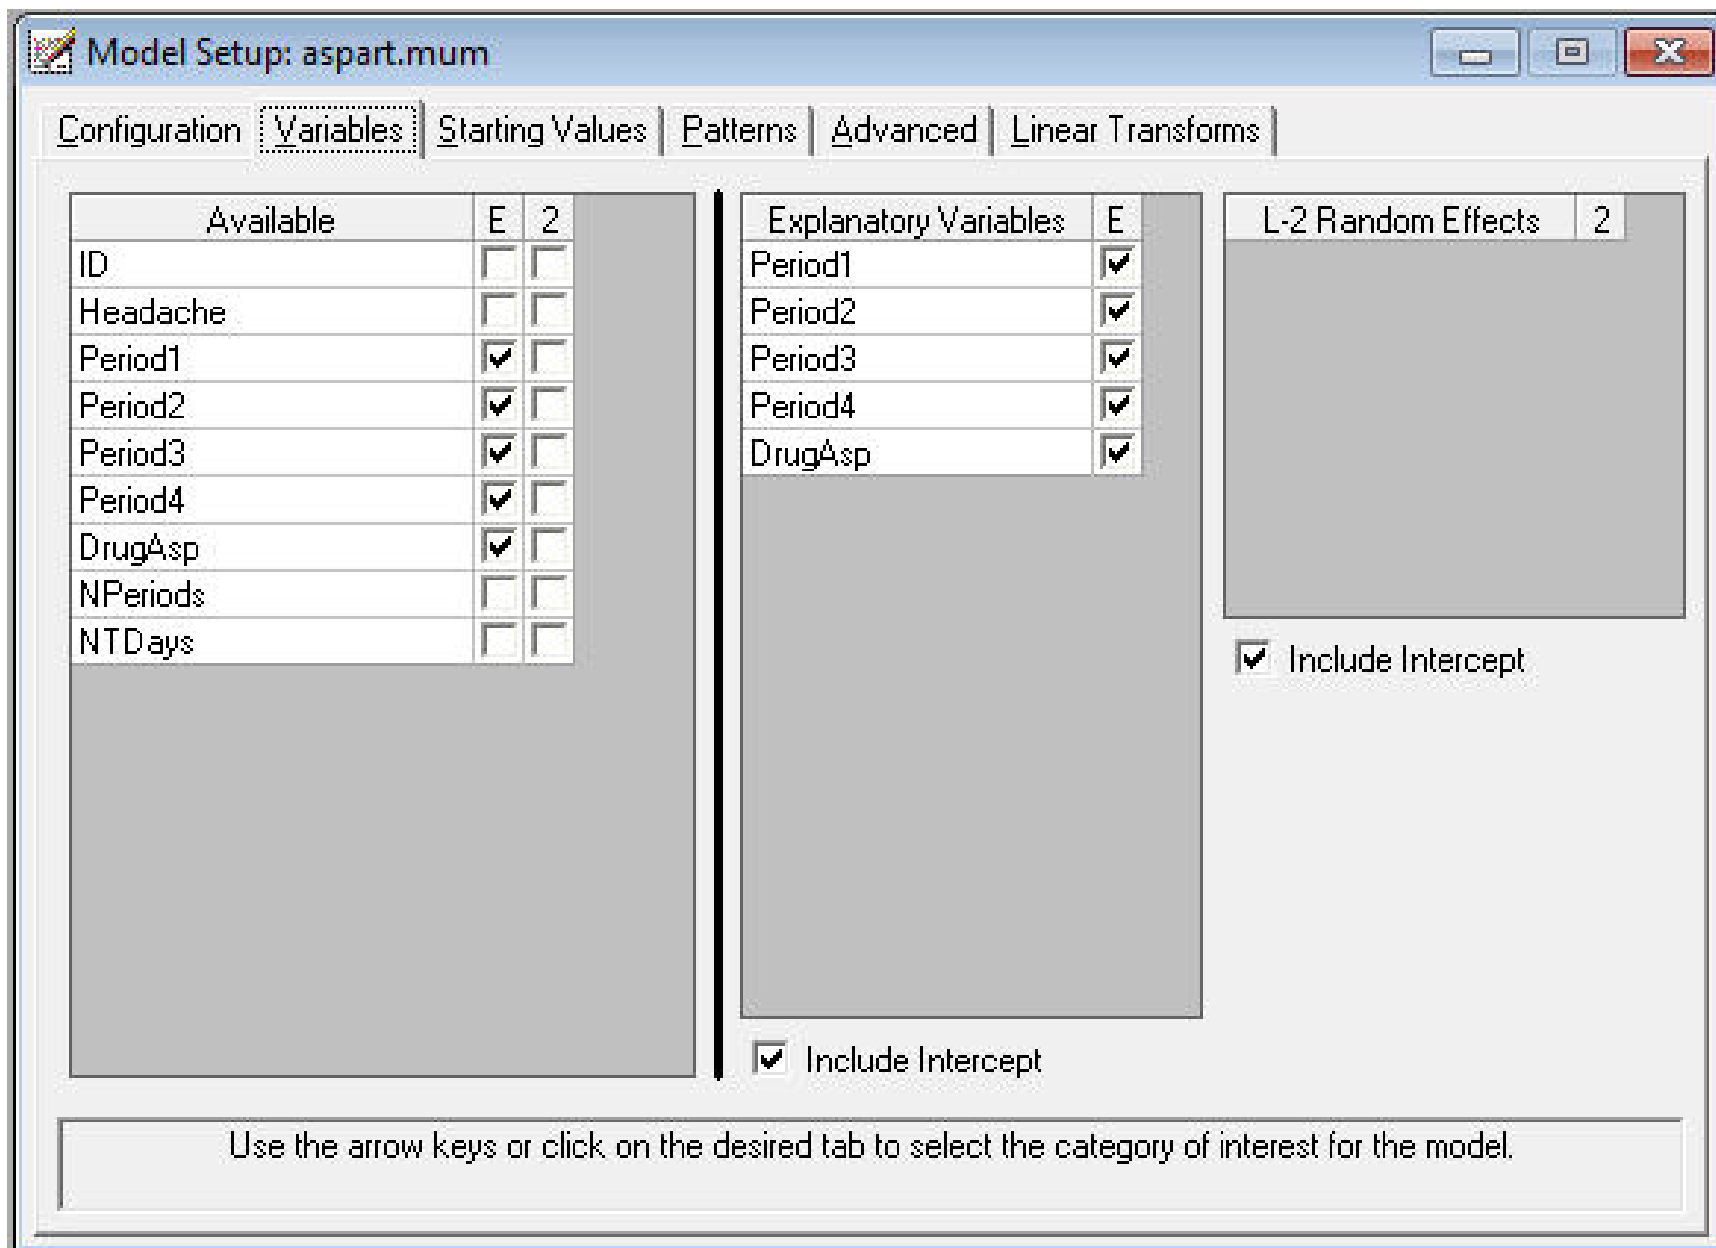 Model Setup: aspart.mum
Configuration Variables Starting Values Patterns Advanced Linear Transforms
Available E 2
ID
Headache
Period1
Period2
Period3
Period4
DrugAsp
NPeriods
NTDays
Explanatory Variables E
Period1
Period2
Period3
Period4
DrugAsp
Include Intercept
L-2 Random Effects 2
Include Intercept
Use the arrow keys or click on the desired tab to select the category of interest for the model.